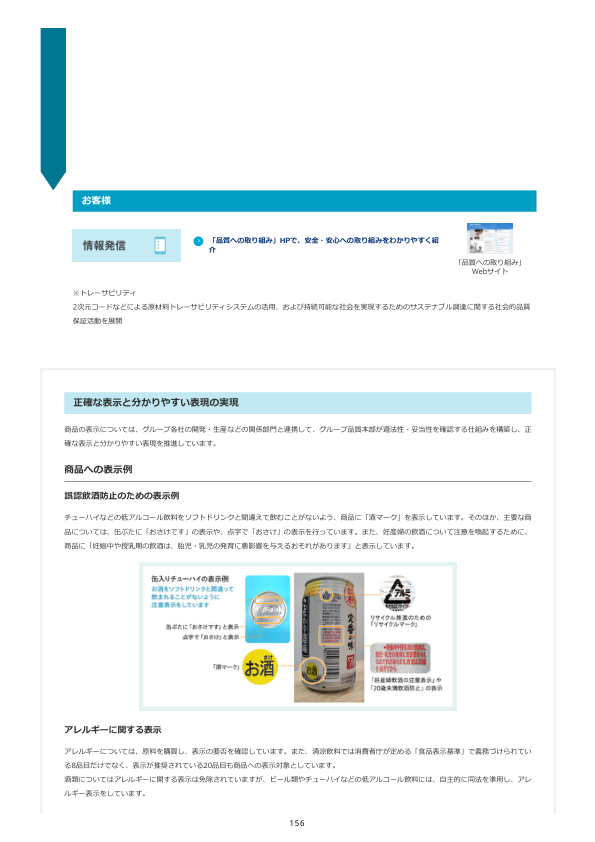 お客様
情報発信
「品質への取り組み」HPで、安全・安心への取り組みをわかりやすく紹
介
「品質への取り組み」
Webサイト
※トレーサビリティ
2次元コードなどによる原材料トレーサビリティシステムの活用、および持続可能な社会を実現するためのサステナブル調達に関する社会的品質
保証活動を展開
正確な表示と分かりやすい表現の実現
商品の表示については、グループ各社の開発・生産などの関係部門と連携して、グループ品質本部が遵法性・妥当性を確認する仕組みを構築し、正
確な表示と分かりやすい表現を推進しています。
商品への表示例
誤認飲酒防止のための表示例
チューハイなどの低アルコール飲料をソフトドリンクと間違えて飲むことがないよう、商品に「酒マーク」を表示しています。そのほか、主要な商
品については、缶ぶたに「おさけです」の表示や、点字で「おさけ」の表示を行っています。また、妊産婦の飲酒について注意を喚起するために、
商品に「妊娠中や授乳期の飲酒は、胎児・乳児の発育に悪影響を与えるおそれがあります」と表示しています。
缶入りチューハイの表示例
お酒をソフトドリンクと間違って
飲まれることがないように
注意表示をしています
缶ぶたに「おさけです」と表示
点字で「おさけ」と表示
「酒マーク」
さけ
お酒
アルミ
リサイクル推進のための
「リサイクルマーク」
「妊産婦飲酒の注意表示」や
「20歳未満飲酒防止」の表示
アレルギーに関する表示
アレルギーについては、原料を購買し、表示の要否を確認しています。また、清涼飲料では消費者庁が定める「食品表示基準」で義務づけられてい
る8品目だけでなく、表示が推奨されている20品目も商品への表示対象としています。
酒類についてはアレルギーに関する表示は免除されていますが、ビール類やチューハイなどの低アルコール飲料には、自主的に同法を準用し、アレ
ルギー表示をしています。
156